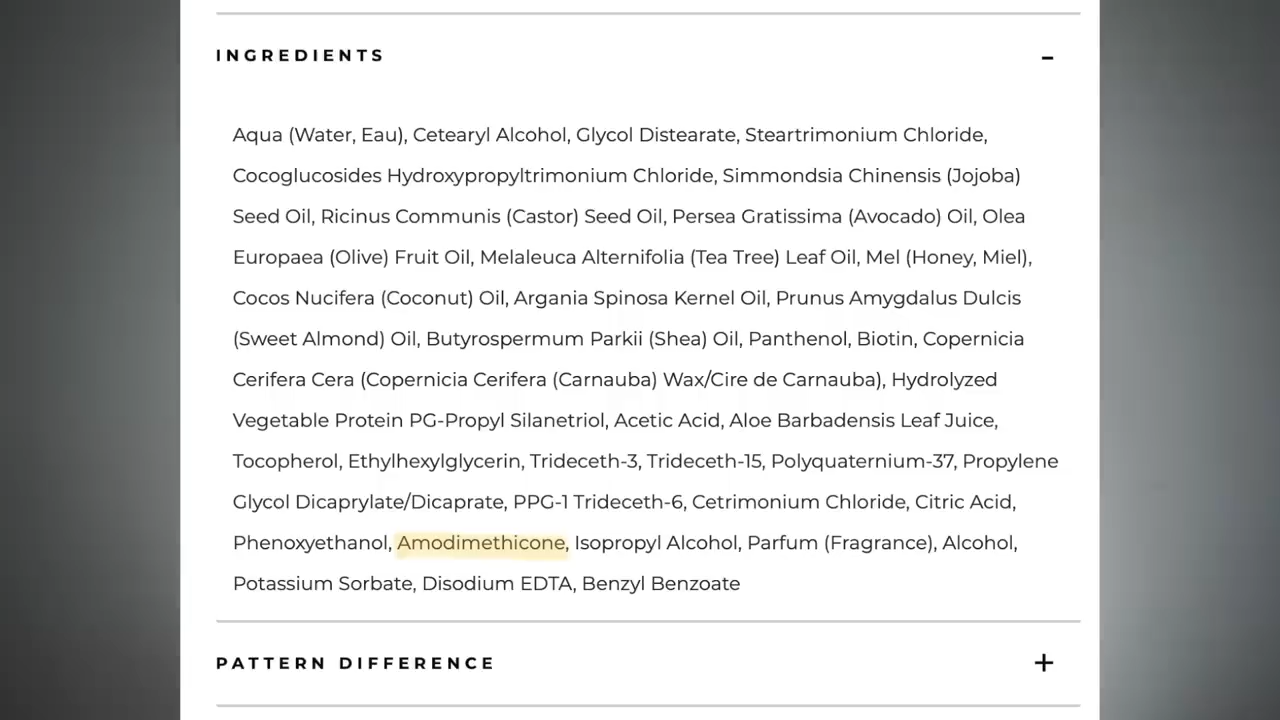 INGREDIENTS
Aqua (Water, Eau), Cetearyl Alcohol, Glycol Distearate, Steartrimonium Chloride,
Cocoglucosides Hydroxypropyltrimonium Chloride, Simmondsia Chinensis (Jojoba)
Seed Oil, Ricinus Communis (Castor) Seed Oil, Persea Gratissima (Avocado) Oil, Olea
Europaea (Olive) Fruit Oil, Melaleuca Alternifolia (Tea Tree) Leaf Oil, Mel (Honey, Miel),
Cocos Nucifera (Coconut) Oil, Argania Spinosa Kernel Oil, Prunus Amygdalus Dulcis
(Sweet Almond) Oil, Butyrospermum Parkii (Shea) Oil, Panthenol, Biotin, Copernicia
Cerifera Cera (Copernicia Cerifera (Carnauba) Wax/Cire de Carnauba), Hydrolyzed
Vegetable Protein PG-Propyl Silanetriol, Acetic Acid, Aloe Barbadensis Leaf Juice,
Tocopherol, Ethylhexylglycerin, Trideceth-3, Trideceth-15, Polyquaternium-37, Propylene
Glycol Dicaprylate/Dicaprate, PPG-1 Trideceth-6, Cetrimonium Chloride, Citric Acid,
Phenoxyethanol, Amodimethicone, Isopropyl Alcohol, Parfum (Fragrance), Alcohol,
Potassium Sorbate, Disodium EDTA, Benzyl Benzoate
PATTERN DIFFERENCE